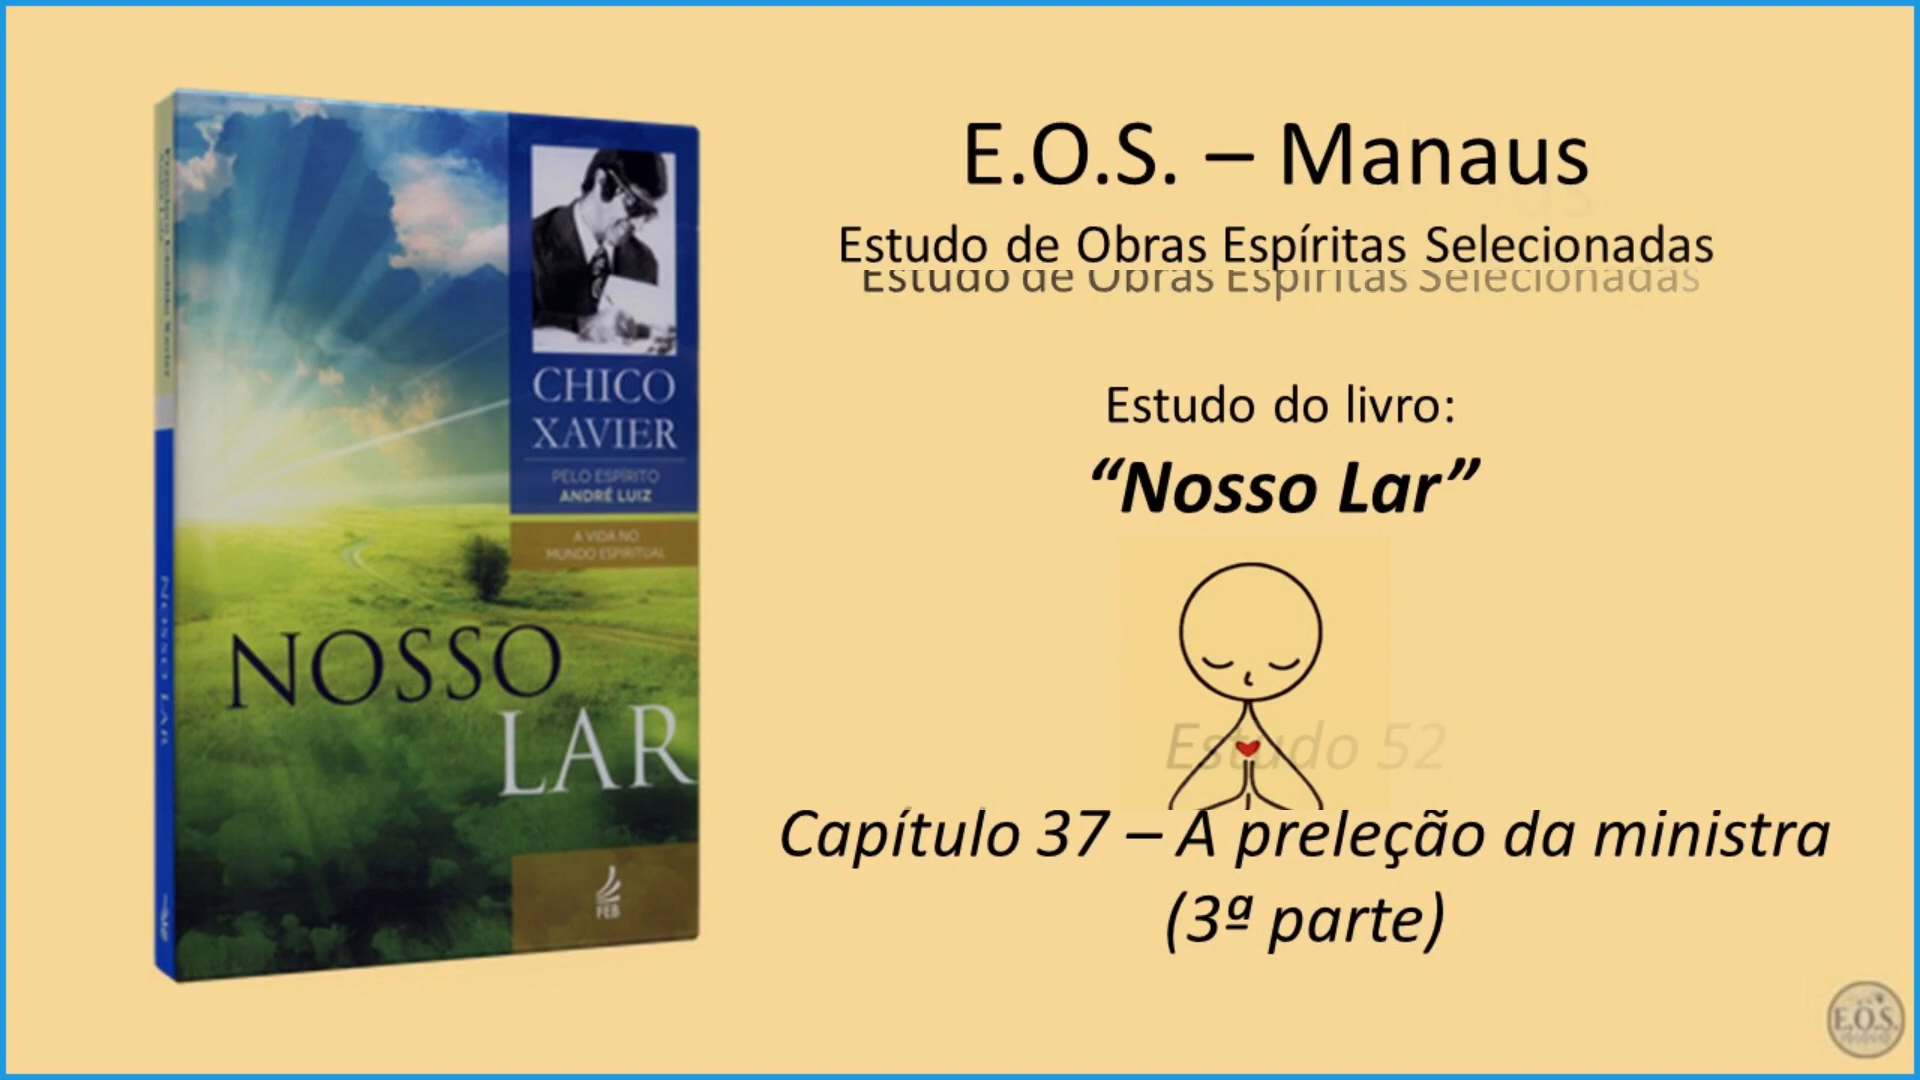 CHICO
XAVIER
PELO ESPÍRITO
ANDRÉ LUIZ
A VIDA NO
MUNDO ESPIRITUAL
NOSSO
LAR
FEB
NOSSO LAR
E.O.S. – Manaus
Estudo de Obras Espíritas Selecionadas
Estudo de Obras Espíritas Selecionadas
Estudo do livro:
“Nosso Lar”
Estudo 52
Capítulo 37 – A preleção da ministra
(3ª parte)
E.O.S.